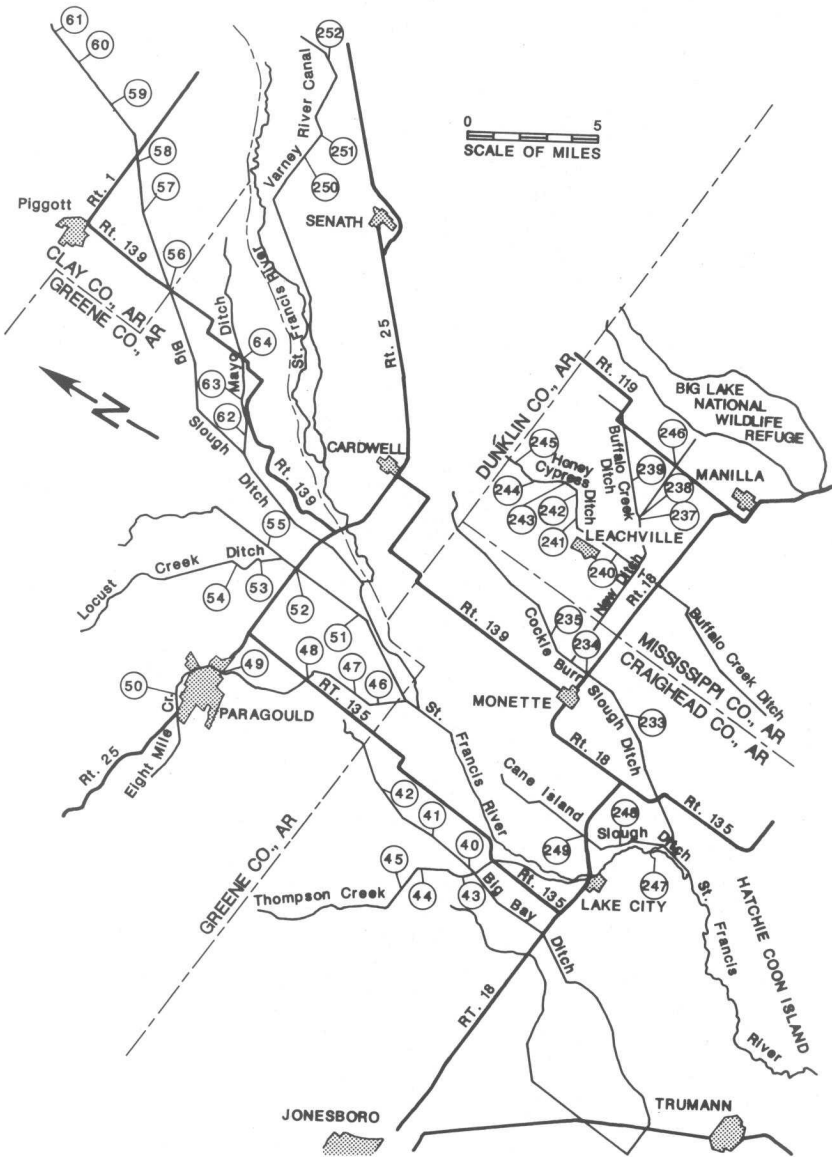 61
60
59
58
57
56
252
251
250
Varney River Canal
0 5
SCALE OF MILES
Rt. 1
Piggott
Rt. 139
SENATH
CLAY CO., AR
GREENE CO., AR
Big
Slough
Ditch
Mayo Ditch
St. Francis River
64
63
62
Rt. 25
N
CARDWELL
Rt. 139
DUNKLIN CO., AR
Rt. 119
BIG LAKE
NATIONAL
WILDLIFE
REFUGE
245
244
243
242
241
240
Honey
Cypress
Ditch
Buffalo Creek
Ditch
246
239
238
237
MANILLA
LEACHVILLE
New Ditch
Rt. 18
55
Locust Creek Ditch
54
53
52
51
50
49
48
47
46
PARAGOULD
Eight Mile Cr.
Rt. 25
RT. 135
Rt. 139
Cockle Burr
Slough Ditch
235
234
233
MONETTE
MISSISSIPPI CO., AR
CRAIGHEAD CO., AR
Buffalo Creek Ditch
St.
Francis
River
Rt. 18
Rt. 135
Cane Island
Slough Ditch
248
249
247
42
41
40
45
44
43
GREENE CO., AR
Thompson Creek
Big Bay
Ditch
Rt. 135
LAKE CITY
St.
Francis
River
HATCHIE COON ISLAND
RT. 18
JONESBORO
TRUMANN